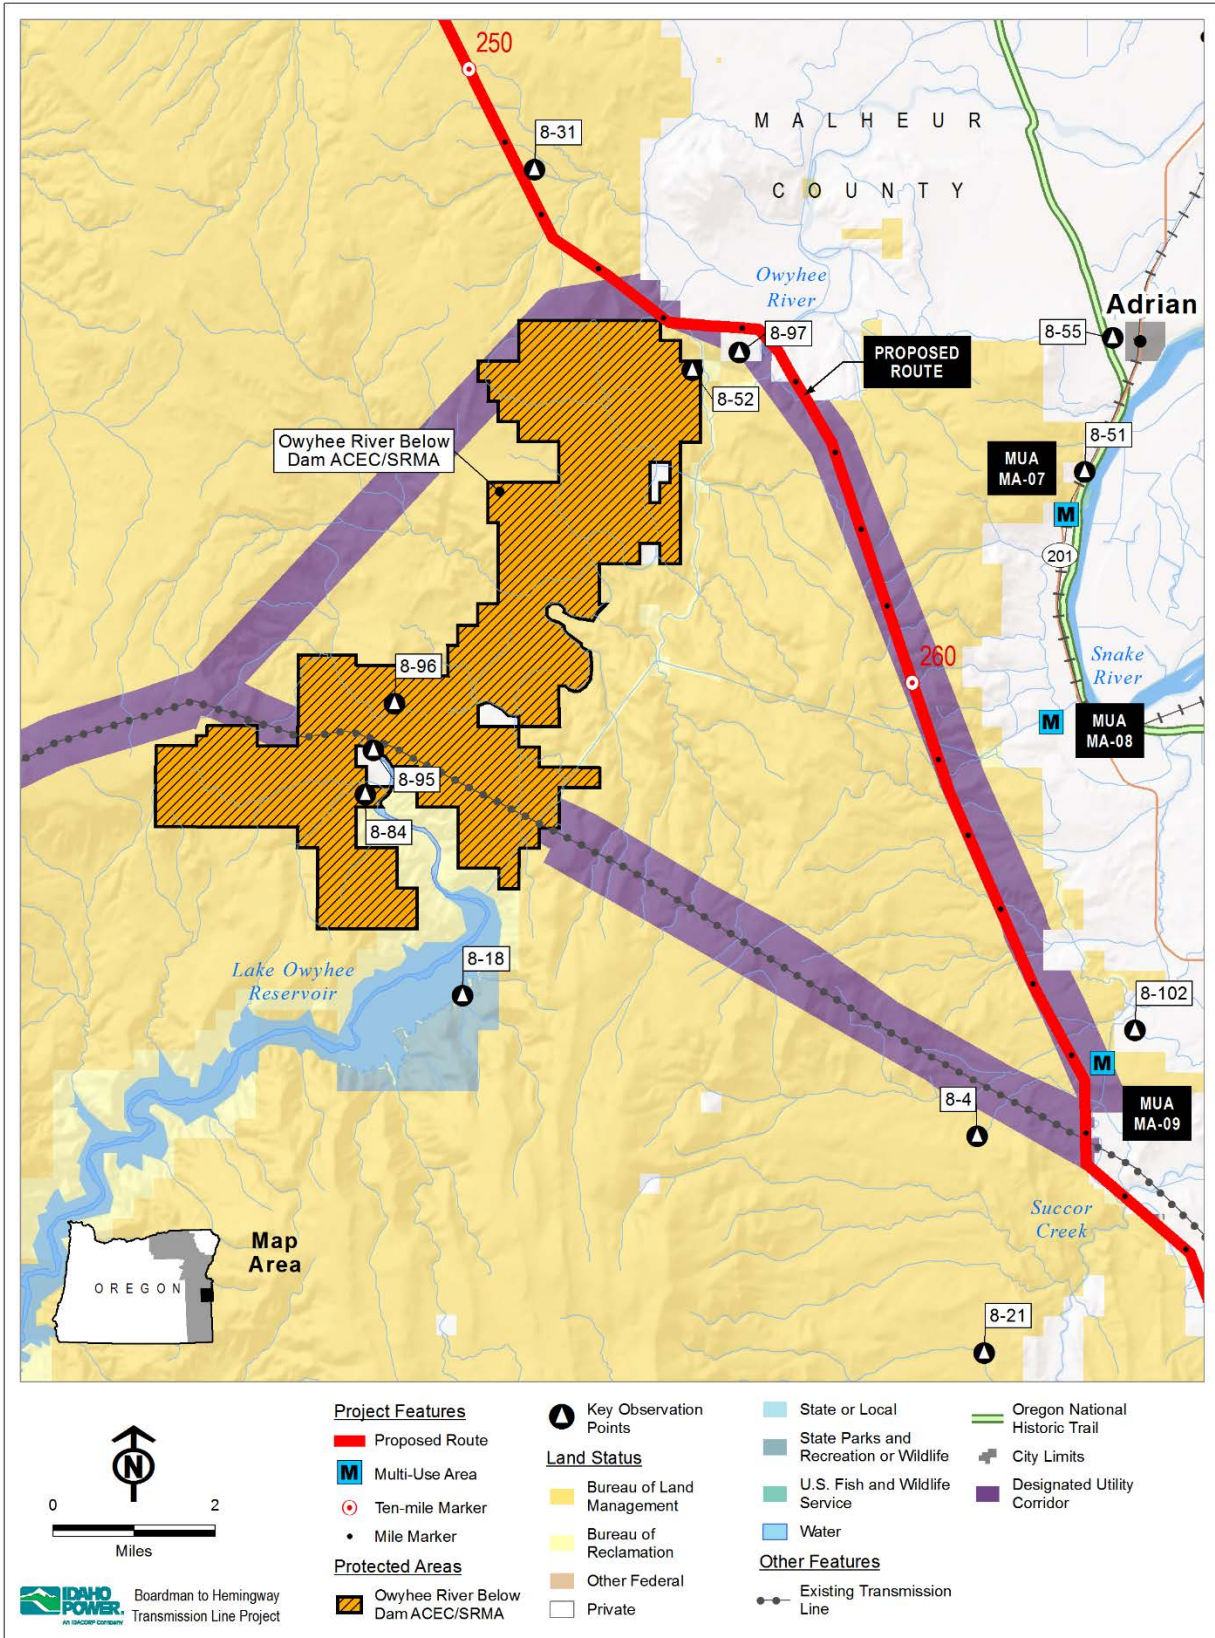 250
8-31
MALHEUR
COUNTY
Owyhee
River
Adrian
8-55
8-97
PROPOSED
ROUTE
8-52
8-51
MUA
MA-07
Owyhee River Below
Dam ACEC/SRMA
M
201
8-96
260
Snake
River
M
MUA
MA-08
8-95
8-84
8-18
Lake Owyhee
Reservoir
8-102
M
8-4
MUA
MA-09
Succor
Creek
Map
Area
OREGON
8-21
N
0 2
Miles
IDAHO
POWER.
AN IDACORP COMPANY
Boardman to Hemingway
Transmission Line Project
Project Features
Proposed Route
M Multi-Use Area
Ten-mile Marker
Mile Marker
Protected Areas
Owyhee River Below
Dam ACEC/SRMA
Key Observation
Points
Land Status
Bureau of Land
Management
Bureau of
Reclamation
Other Federal
Private
State or Local
State Parks and
Recreation or Wildlife
U.S. Fish and Wildlife
Service
Water
Other Features
Existing Transmission
Line
Oregon National
Historic Trail
City Limits
Designated Utility
Corridor